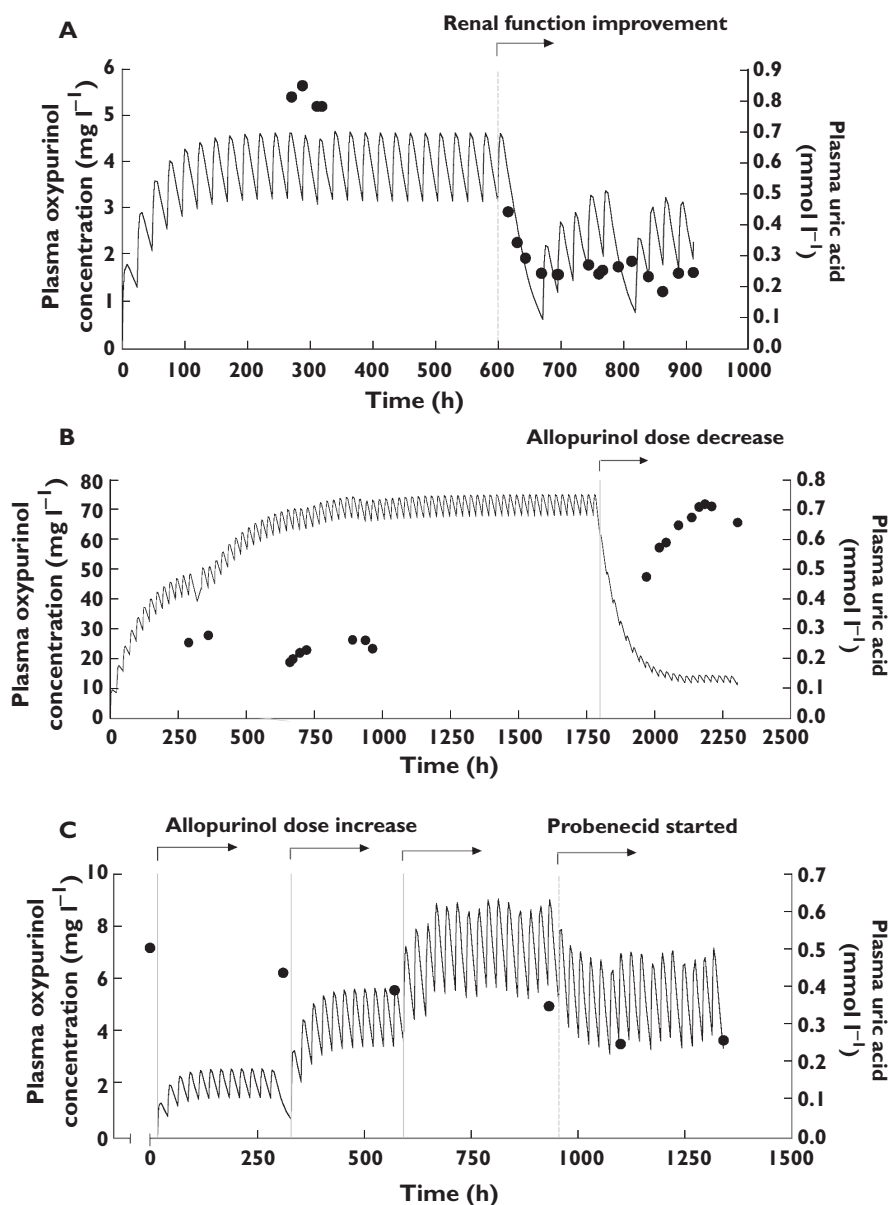 A
Renal function improvement
Plasma oxypurinol
concentration (mg l⁻¹)
6
5
4
3
2
1
0
0.9
0.8
0.7
0.6
0.5
0.4
0.3
0.2
0.1
0.0
Plasma uric acid
(mmol l⁻¹)
0 100 200 300 400 500 600 700 800 900 1000
Time (h)
B
Allopurinol dose decrease
Plasma oxypurinol
concentration (mg l⁻¹)
80
70
60
50
40
30
20
10
0
0.8
0.7
0.6
0.5
0.4
0.3
0.2
0.1
0.0
Plasma uric acid
(mmol l⁻¹)
0 250 500 750 1000 1250 1500 1750 2000 2250 2500
Time (h)
C
Allopurinol dose increase
Probenecid started
Plasma oxypurinol
concentration (mg l⁻¹)
10
8
6
4
2
0
0.7
0.6
0.5
0.4
0.3
0.2
0.1
0.0
Plasma uric acid
(mmol l⁻¹)
0 250 500 750 1000 1250 1500
Time (h)